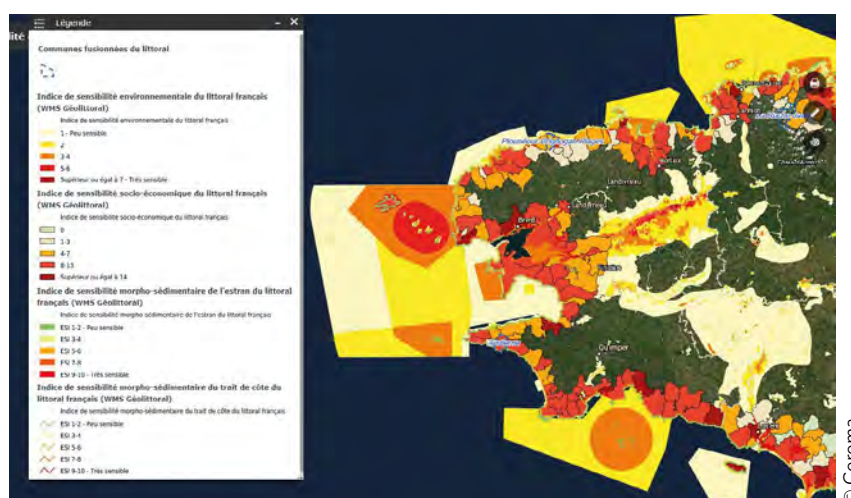 Légende
Communes fusionnées du littoral
Indice de sensibilité environnementale du littoral français
(WMS Géolittoral)
Indice de sensibilité environnementale du littoral français
1 - Peu sensible
2
3-4
5-6
Supérieur ou égal à 7 - Très sensible
Indice de sensibilité socio-économique du littoral français
(WMS Géolittoral)
Indice de sensibilité socio-économique du littoral français
0
1-3
4-7
8-13
Supérieur ou égal à 14
Indice de sensibilité morpho-sédimentaire de l'estran du littoral
français (WMS Géolittoral)
Indice de sensibilité morpho sédimentaire de l'estran du littoral français
ESI 1-2 - Peu sensible
ESI 3-4
ESI 5-6
ESI 7-8
ESI 9-10 - Très sensible
Indice de sensibilité morpho-sédimentaire du trait de côte du
littoral français (WMS Géolittoral)
Indice de sensibilité morpho-sédimentaire du trait de côte du littoral français
ESI 1-2 - Peu sensible
ESI 3-4
ESI 5-6
ESI 7-8
ESI 9-10 - Très sensible
Morlaix
Landivisiau
Landerneau
Brest
Quimper
© Cerema